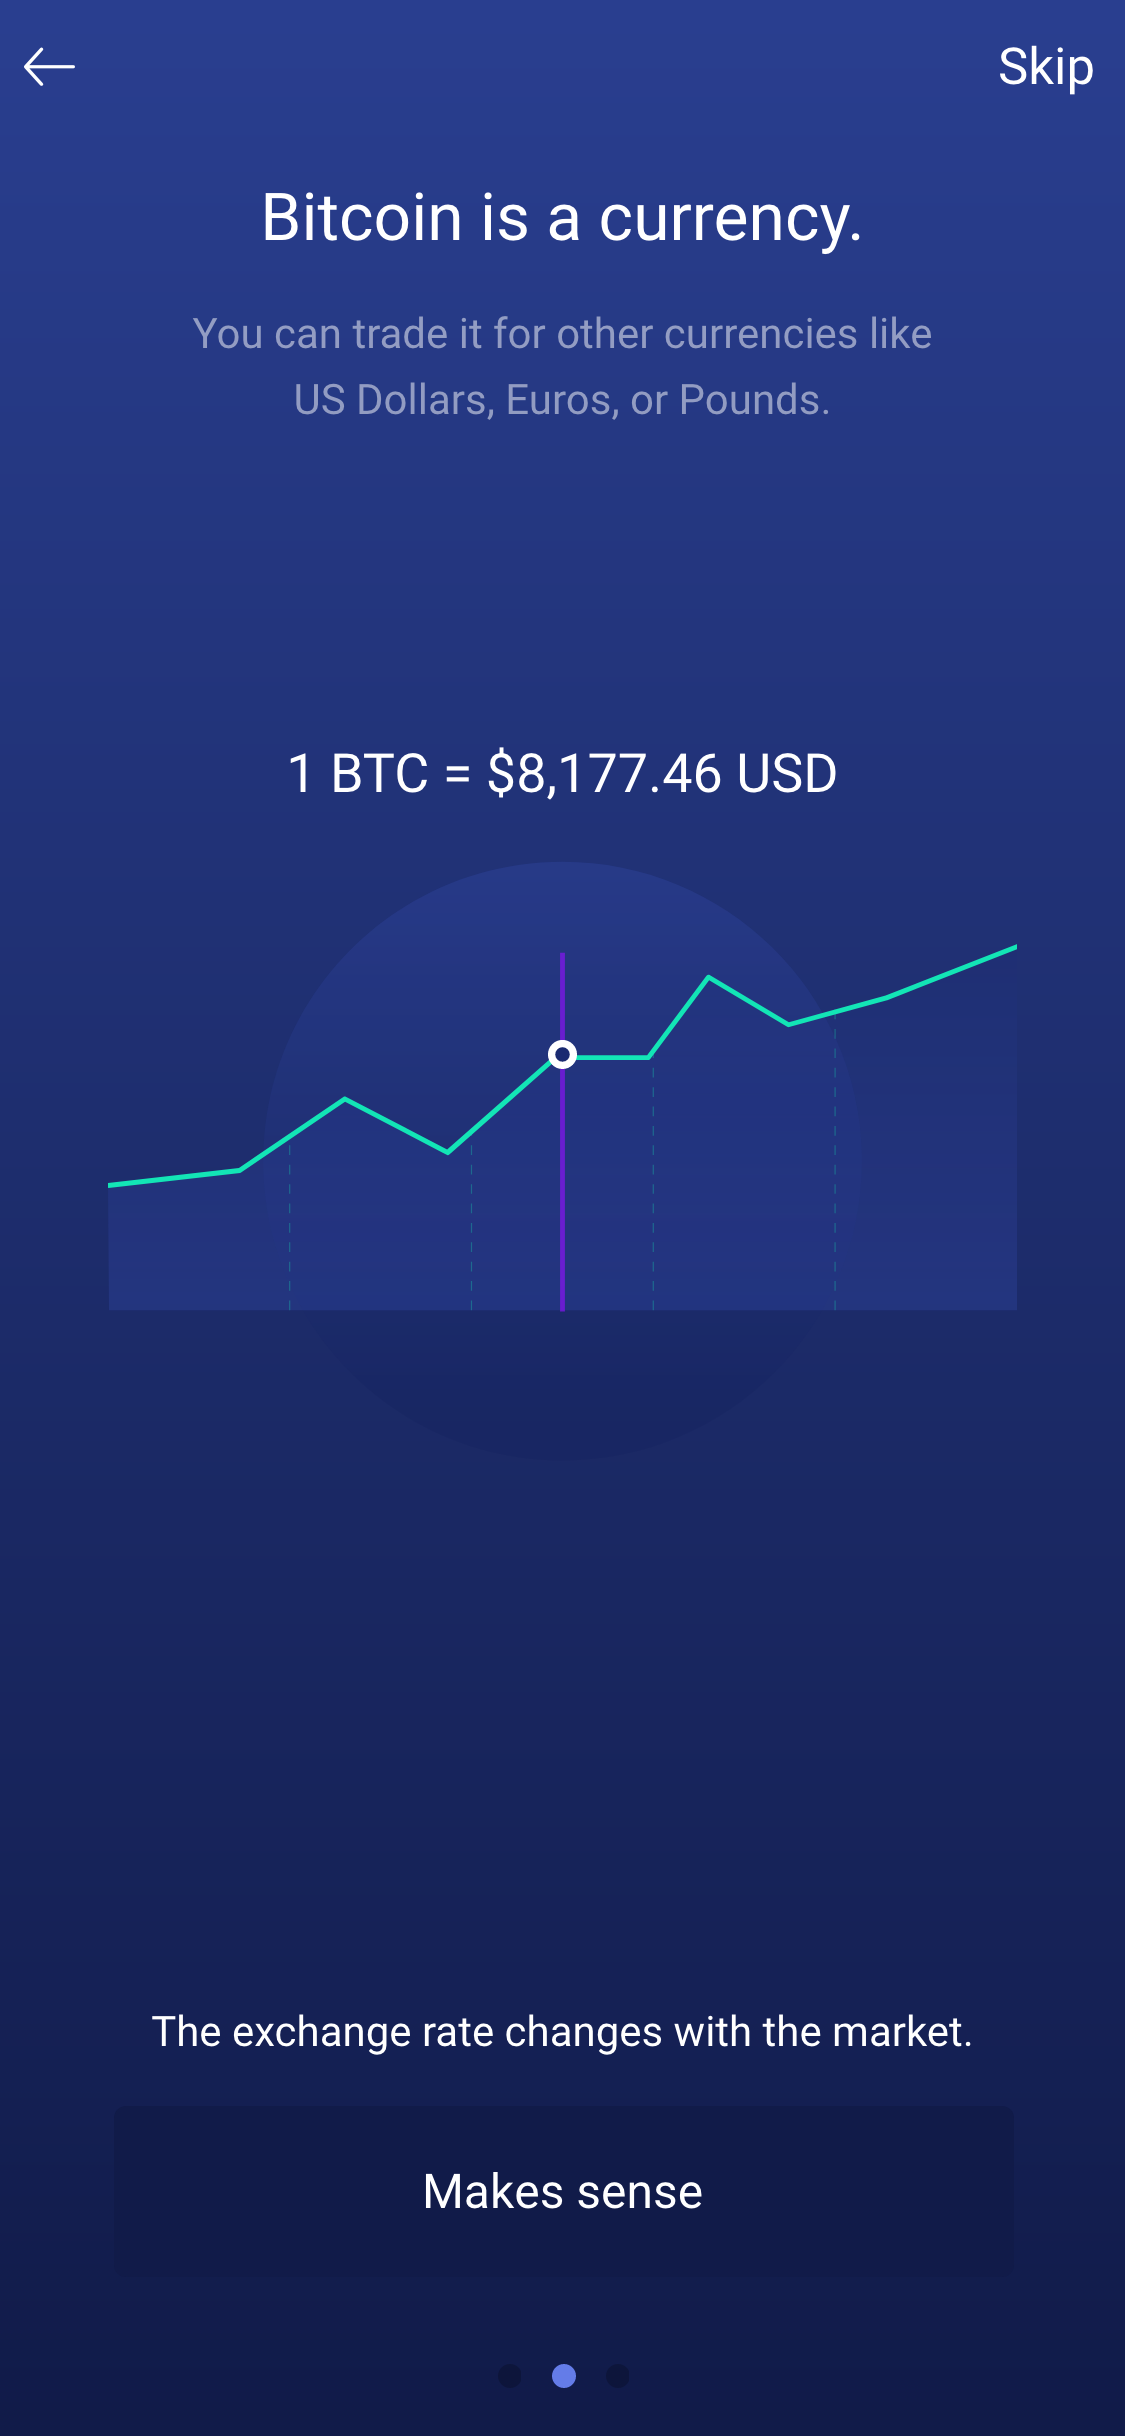 Skip
Bitcoin is a currency.
You can trade it for other currencies like
US Dollars, Euros, or Pounds.
1 BTC = $8,177.46 USD
The exchange rate changes with the market.
Makes sense